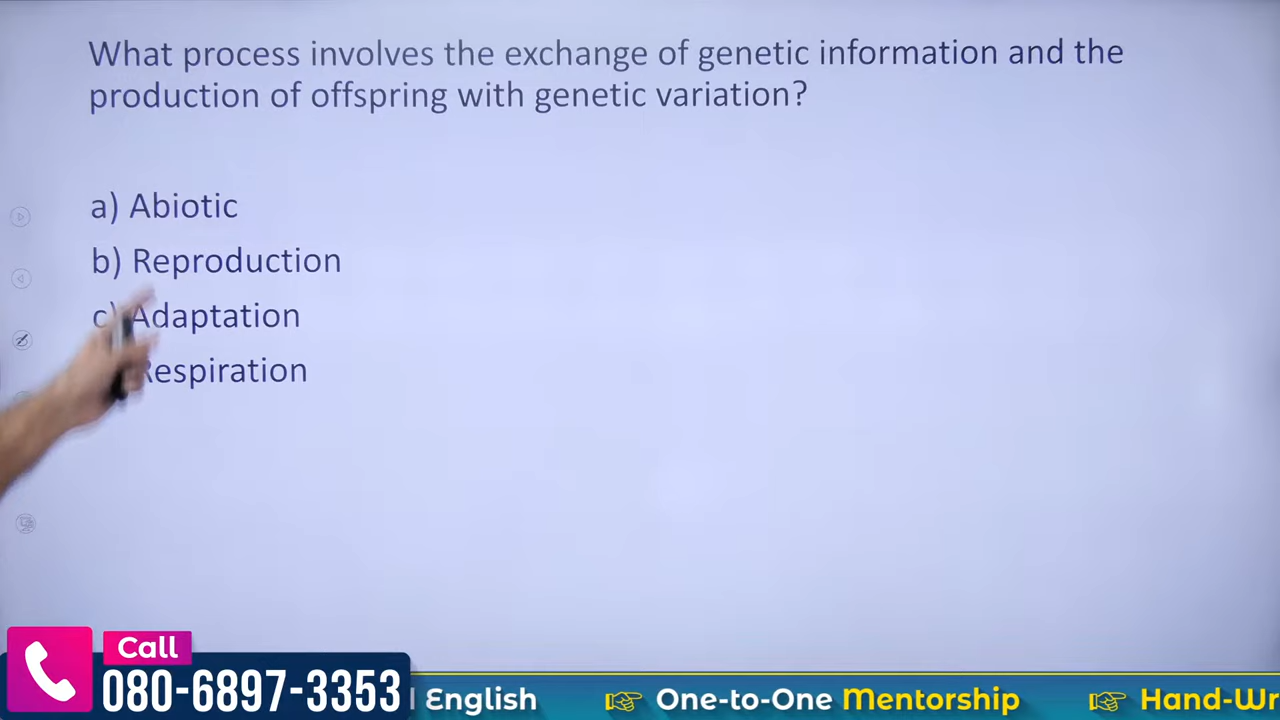 What process involves the exchange of genetic information and the
production of offspring with genetic variation?
a) Abiotic
b) Reproduction
c) Adaptation
Respiration
Call
080-6897-3353
English
One-to-One Mentorship